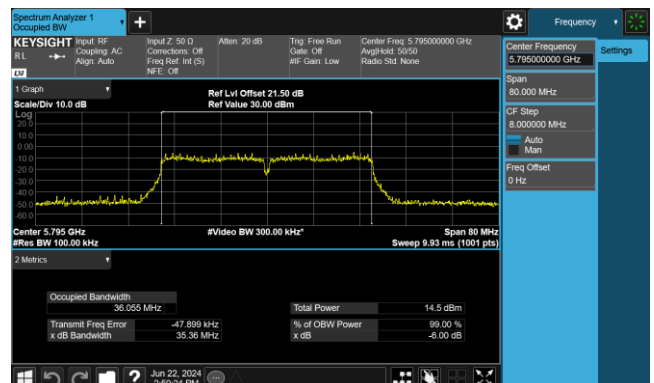 Spectrum Analyzer 1
Occupied BW
Frequency
KEYSIGHT
Input: RF
Coupling: AC
Align: Auto
Input Z: 50 Ω
Corrections: Off
Freq Ref: Int (S)
NFE: Off
Atten: 20 dB
Trig: Free Run
Gate: Off
#IF Gain: Low
Center Freq: 5.795000000 GHz
Avg|Hold: 50/50
Radio Std: None
R L
LXI
Center Frequency
5.795000000 GHz
Settings
Span
80.000 MHz
CF Step
8.000000 MHz
Auto
Man
Freq Offset
0 Hz
1 Graph
Ref Lvl Offset 21.50 dB
Scale/Div 10.0 dB
Ref Value 30.00 dBm
Log
20.0
10.0
0.00
-10.0
-20.0
-30.0
-40.0
-50.0
-60.0
Center 5.795 GHz
#Video BW 300.00 kHz*
Span 80 MHz
#Res BW 100.00 kHz
Sweep 9.93 ms (1001 pts)
2 Metrics
Occupied Bandwidth
36.055 MHz
Total Power
14.5 dBm
Transmit Freq Error
-47.899 kHz
% of OBW Power
99.00 %
x dB Bandwidth
35.36 MHz
x dB
-6.00 dB
Jun 22, 2024